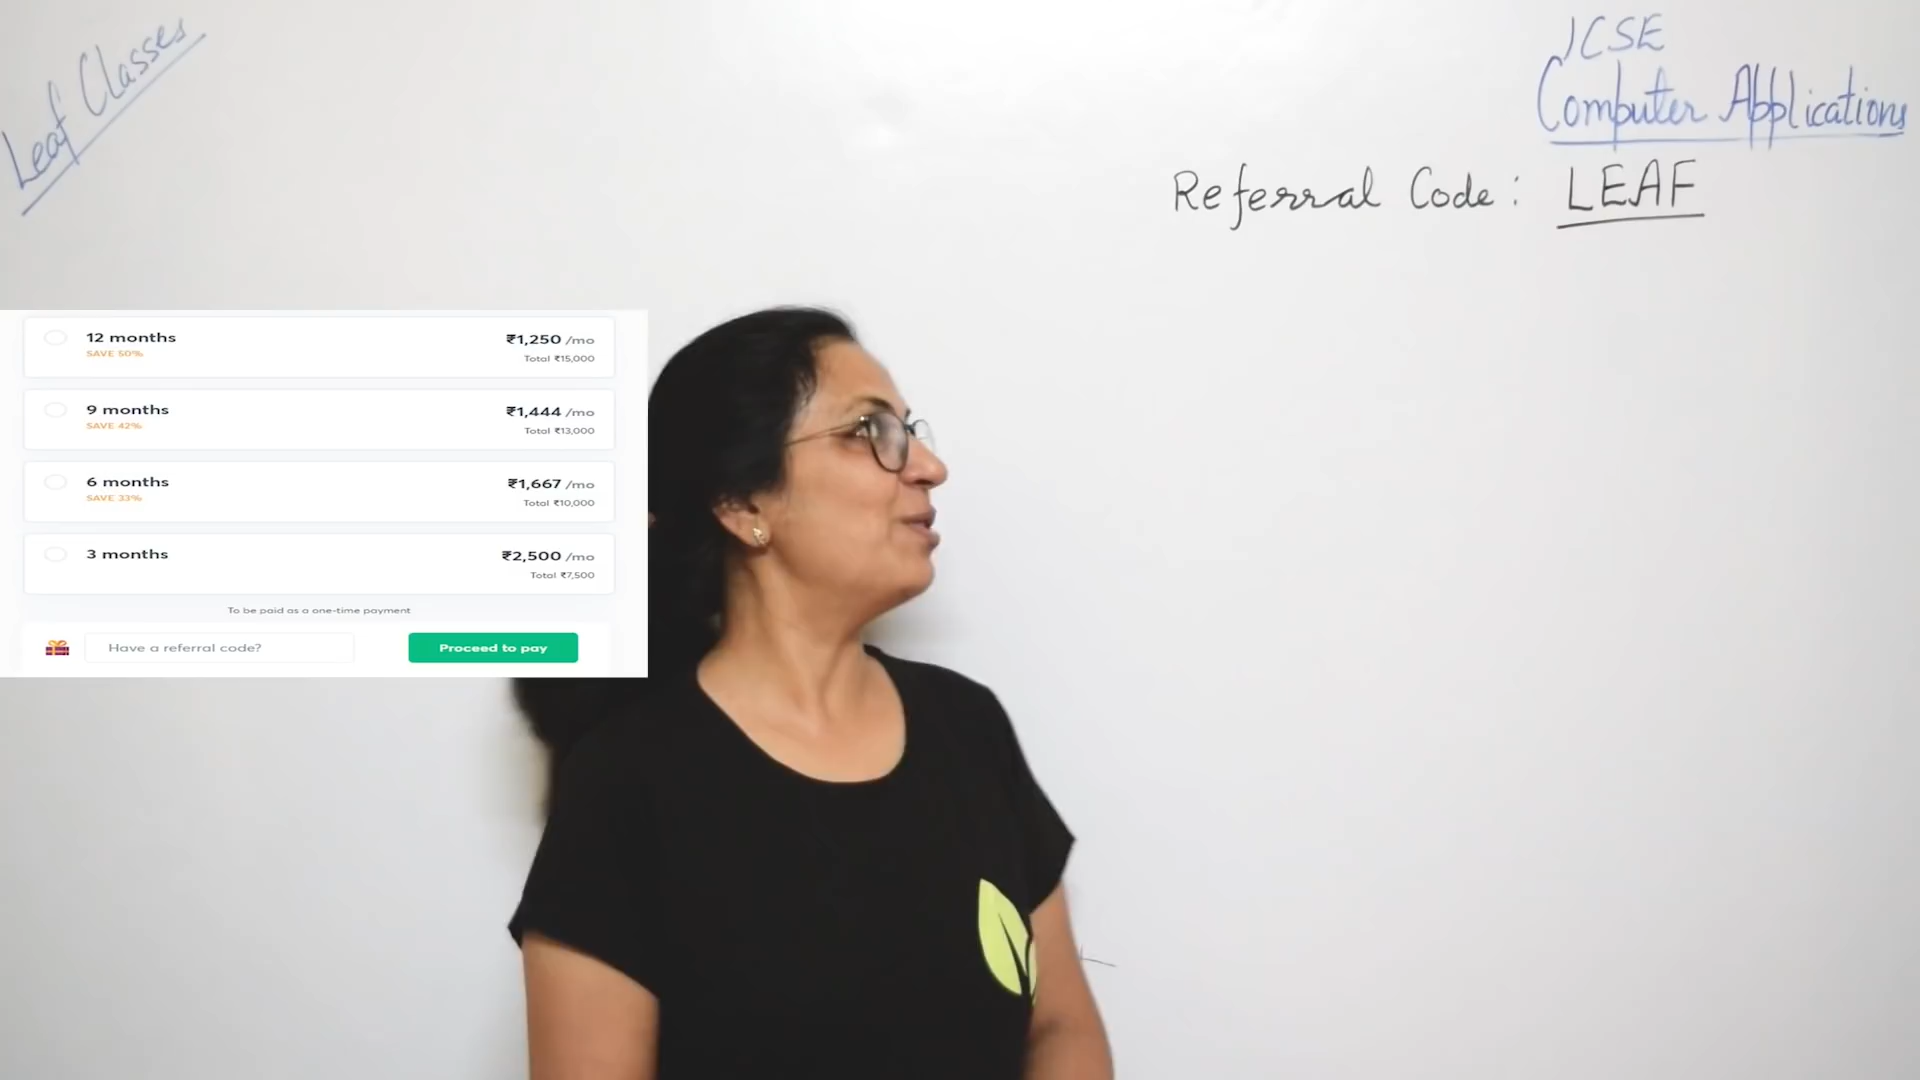 Leaf Classes
ICSE
Computer Applications
Referral Code : LEAF
12 months
SAVE 50%
₹1,250 /mo
Total ₹15,000
9 months
SAVE 42%
₹1,444 /mo
Total ₹13,000
6 months
SAVE 33%
₹1,667 /mo
Total ₹10,000
3 months
₹2,500 /mo
Total ₹7,500
To be paid as a one-time payment
Have a referral code?
Proceed to pay